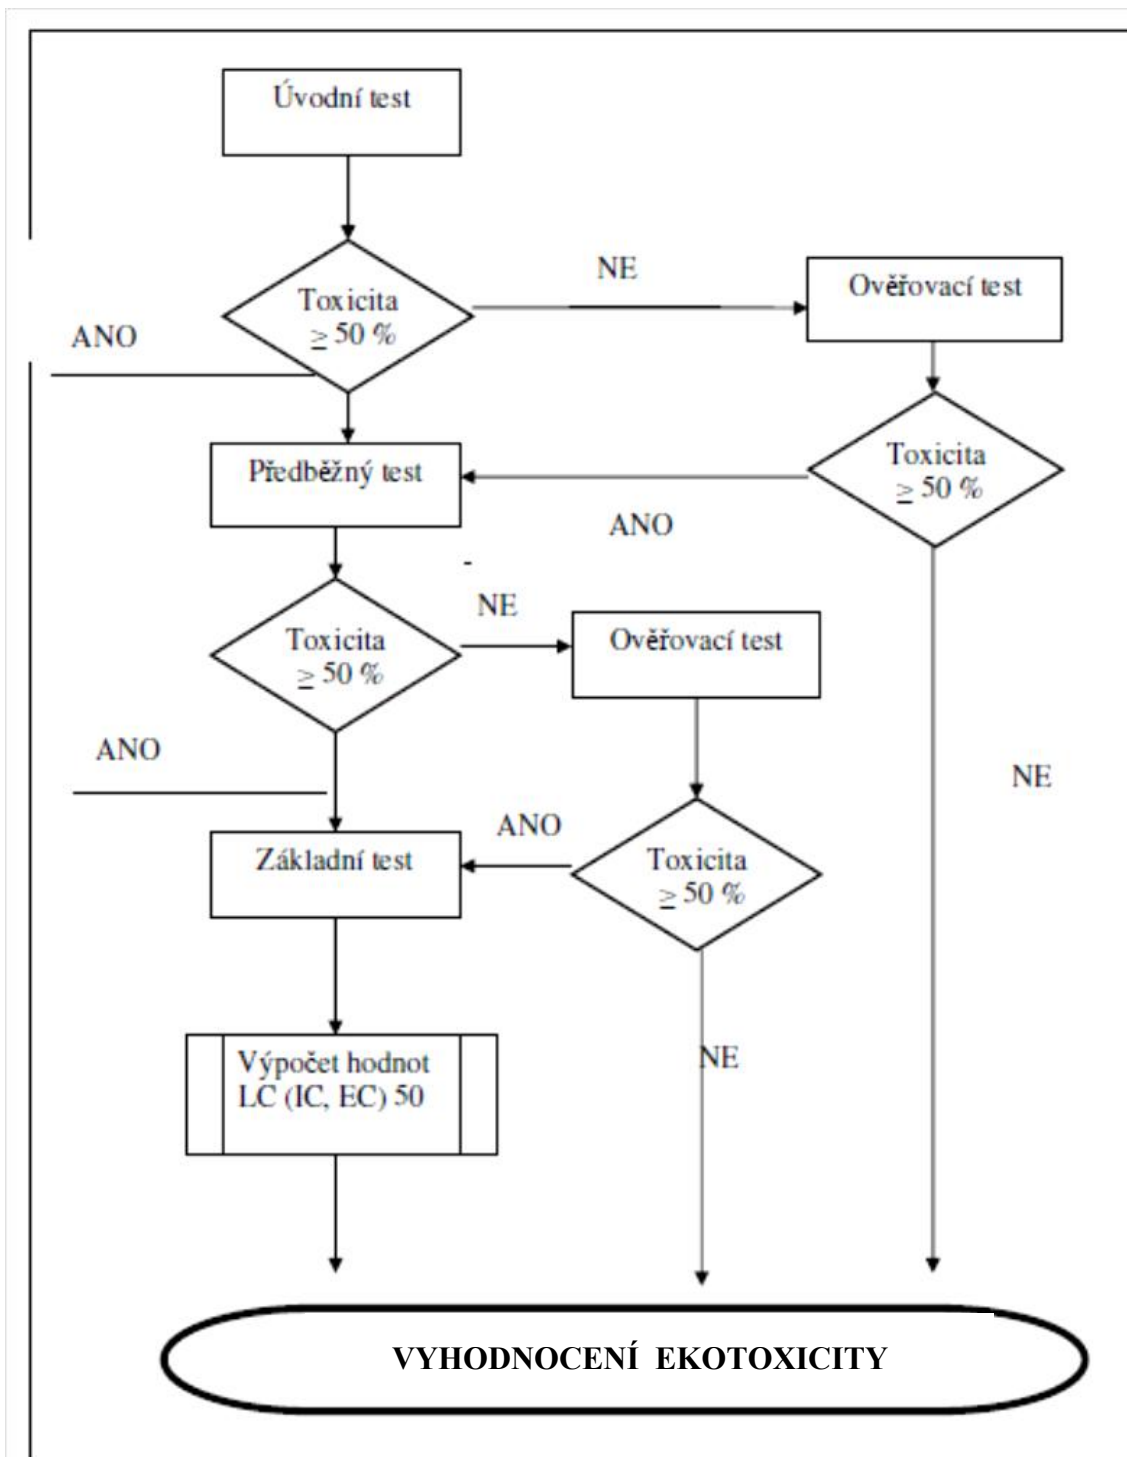 Úvodní test
NE
Ověřovací test
Toxicita
≥ 50 %
ANO
Předběžný test
Toxicita
≥ 50 %
ANO
NE
Ověřovací test
Toxicita
≥ 50 %
ANO
NE
ANO
Základní test
Toxicita
≥ 50 %
Výpočet hodnot
LC (IC, EC) 50
NE
VYHODNOCENÍ EKOTOXICITY